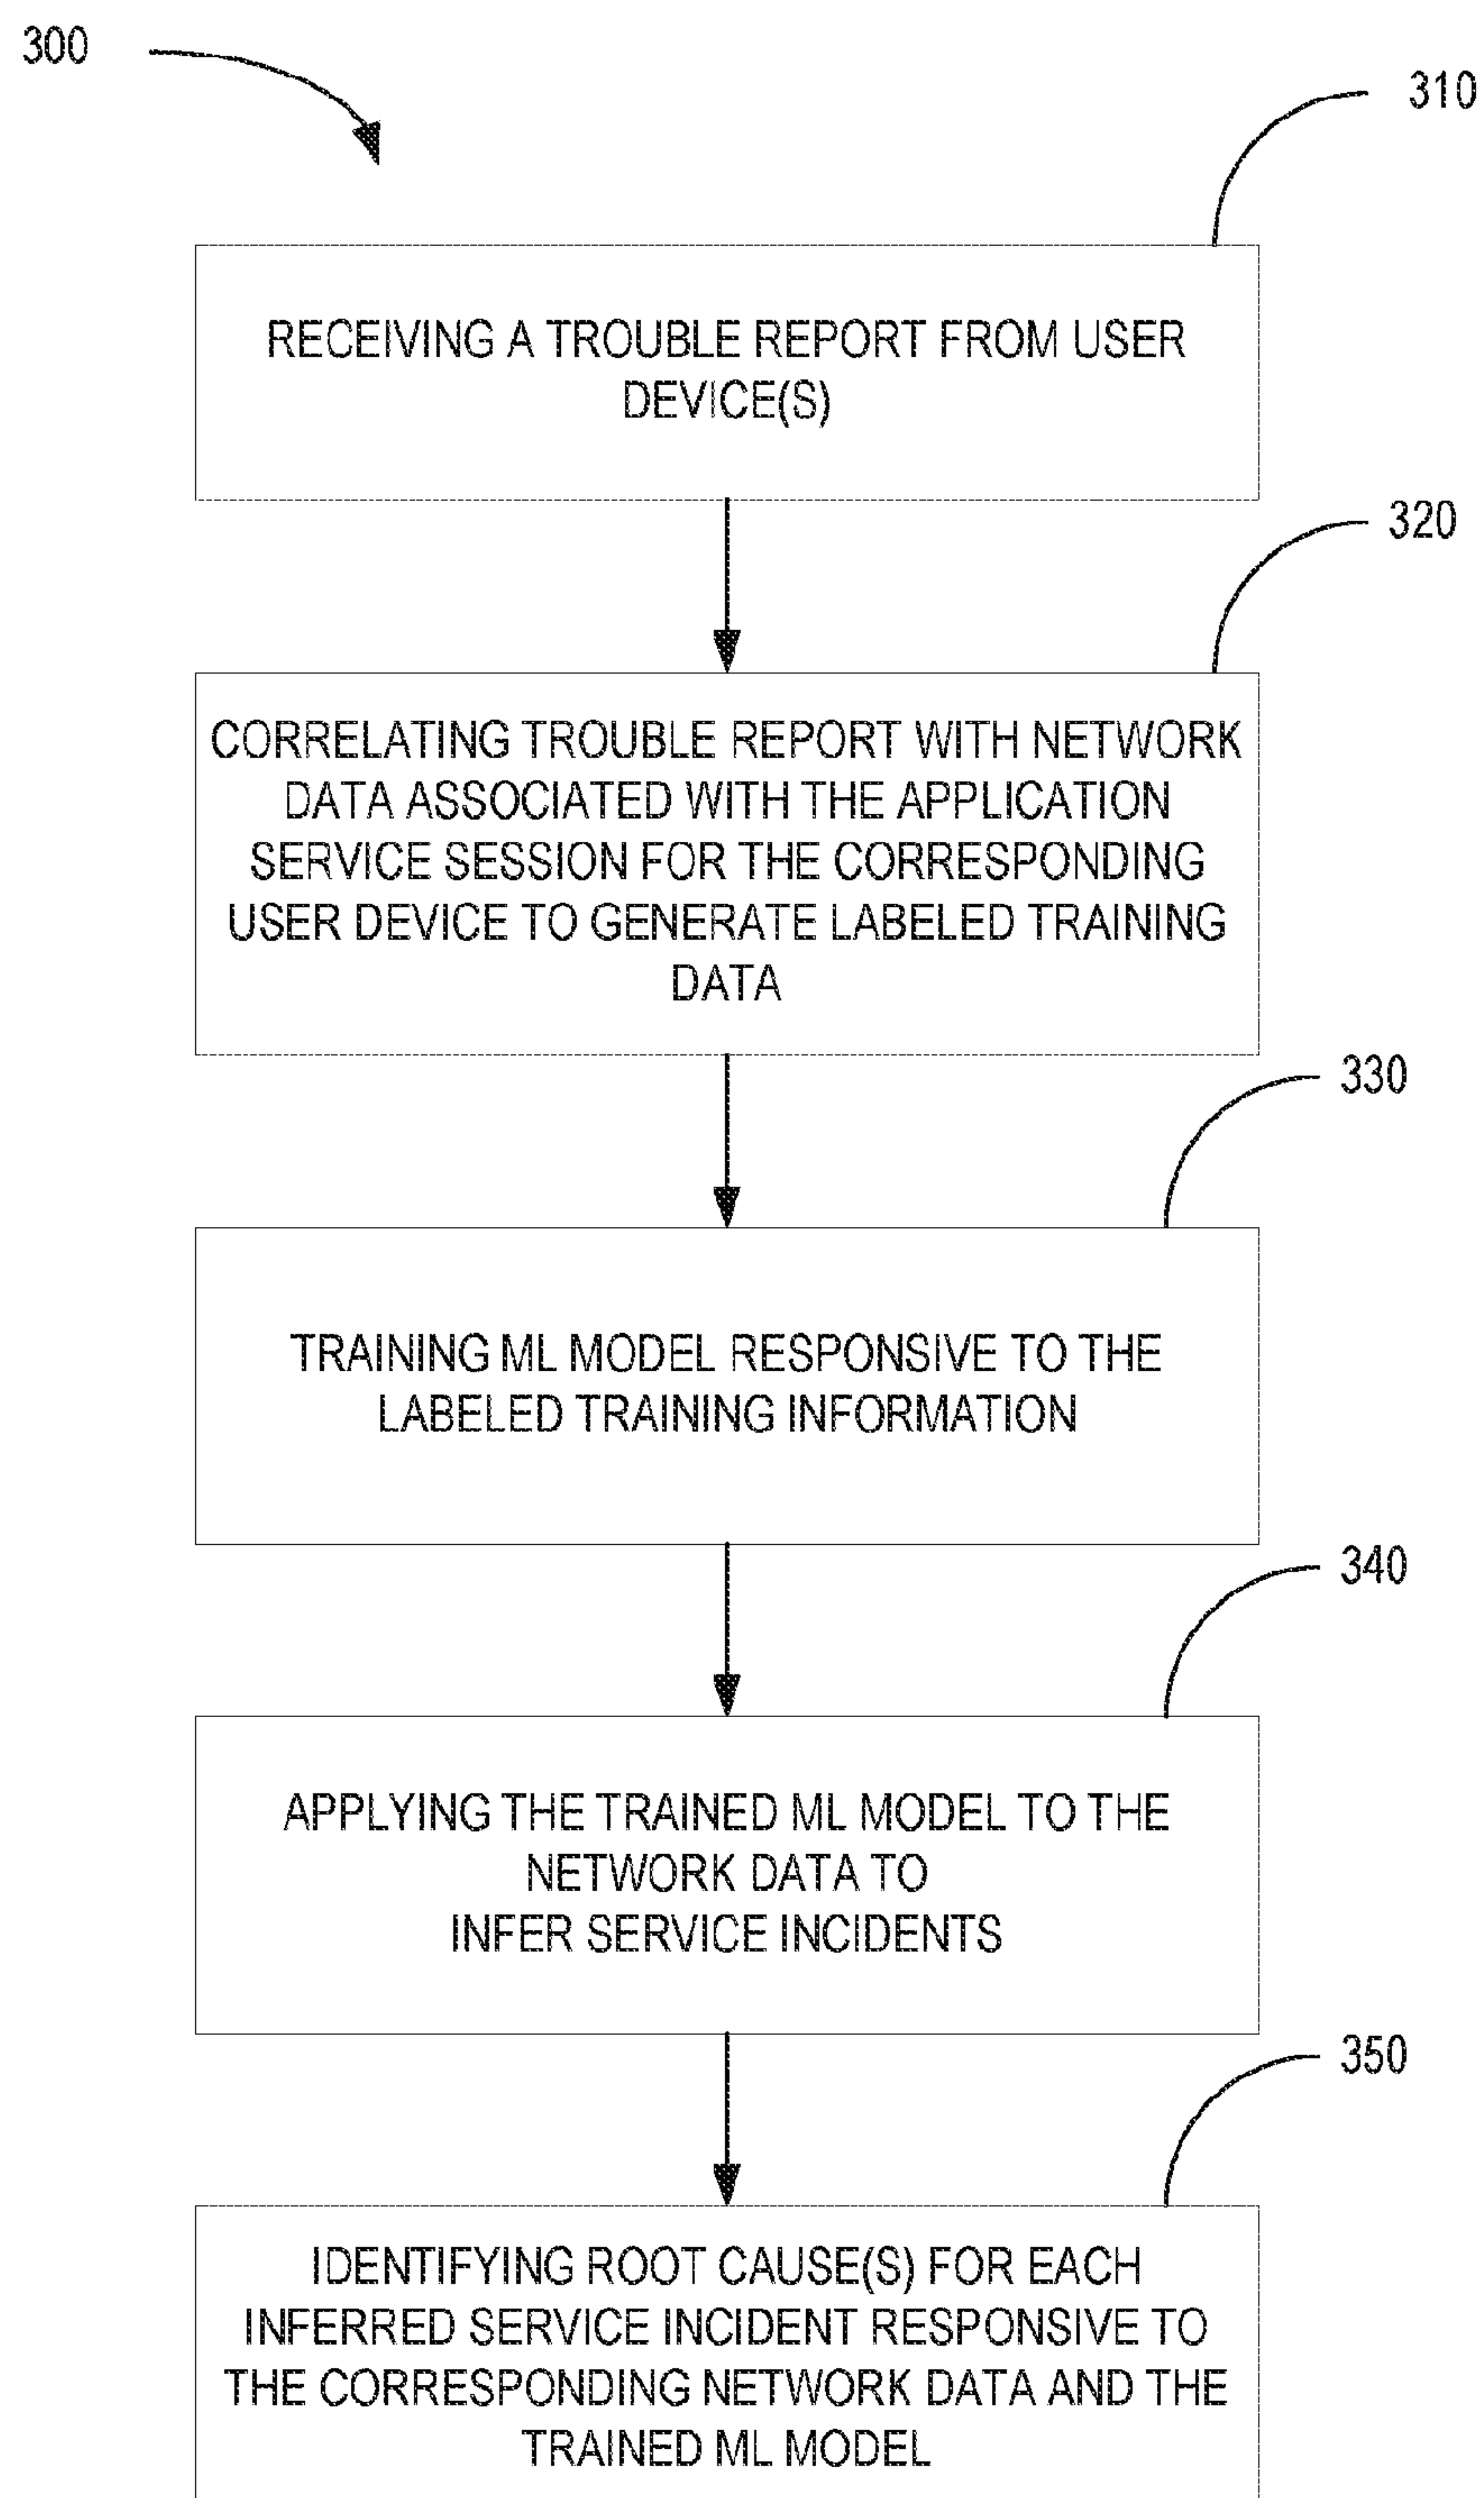 300
310
RECEIVING A TROUBLE REPORT FROM USER
DEVICE(S)
320
CORRELATING TROUBLE REPORT WITH NETWORK
DATA ASSOCIATED WITH THE APPLICATION
SERVICE SESSION FOR THE CORRESPONDING
USER DEVICE TO GENERATE LABELED TRAINING
DATA
330
TRAINING ML MODEL RESPONSIVE TO THE
LABELED TRAINING INFORMATION
340
APPLYING THE TRAINED ML MODEL TO THE
NETWORK DATA TO
INFER SERVICE INCIDENTS
350
IDENTIFYING ROOT CAUSE(S) FOR EACH
INFERRED SERVICE INCIDENT RESPONSIVE TO
THE CORRESPONDING NETWORK DATA AND THE
TRAINED ML MODEL